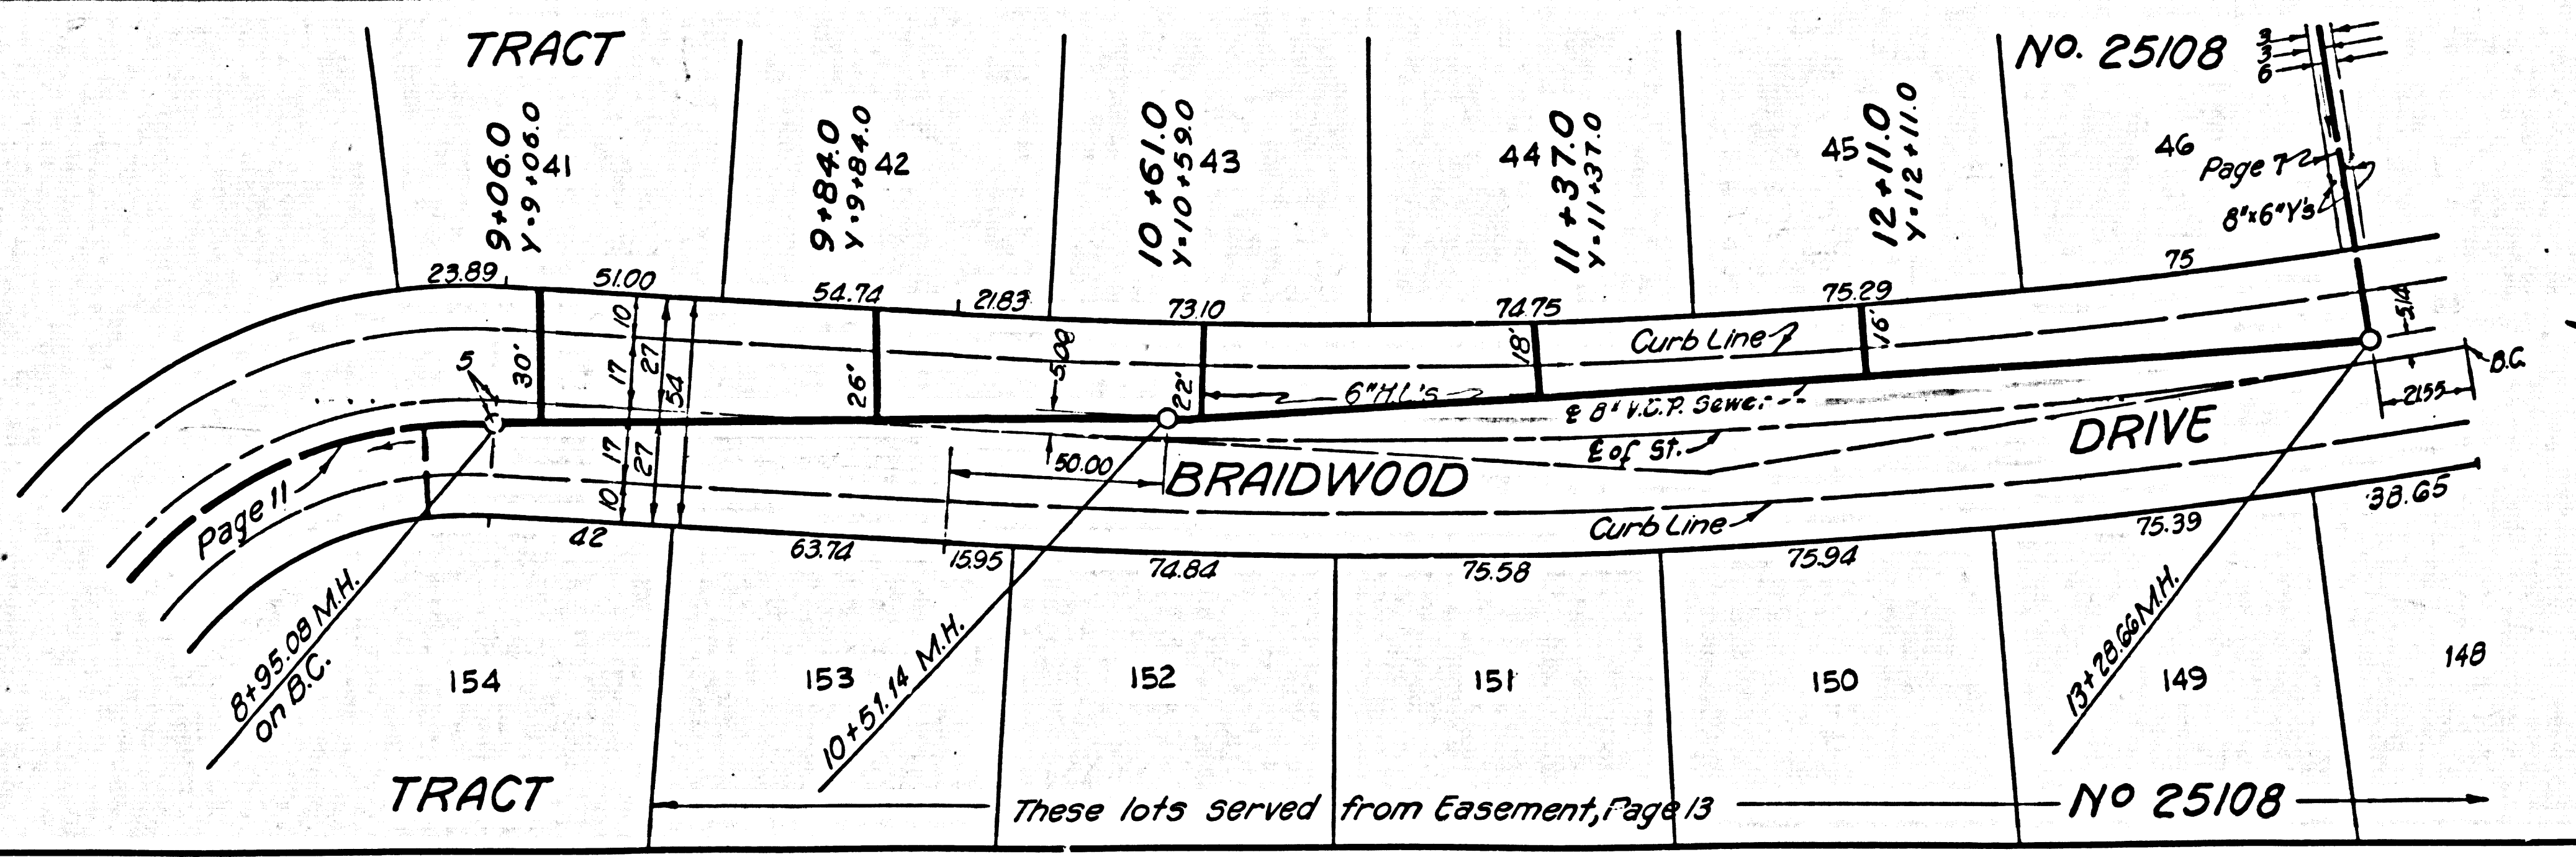 TRACT
No. 25108
3
3
6
9+06.0
Y=9+06.0
41
9+84.0
Y=9+84.0
42
10+61.0
Y=10+59.0
43
44
11+37.0
Y=11+37.0
45
12+11.0
Y=12+11.0
46
Page 7
8"x6"Y's
23.89
51.00
54.74
21.83
73.10
74.75
75.29
75
5
30'
10
17
27
54
17
27
10
26'
5.08
22'
6"H.L's
18'
Curb Line
16'
5.14
B.C.
21.55
℄ 8" V.C.P. Sewer
℄ of St.
50.00
BRAIDWOOD
DRIVE
Page 11
Curb Line
42
63.74
15.95
74.84
75.58
75.94
75.39
38.65
8+95.08 M.H.
on B.C.
10+51.14 M.H.
13+28.66 M.H.
154
153
152
151
150
149
148
TRACT
These lots served from Easement, Page 13
No 25108